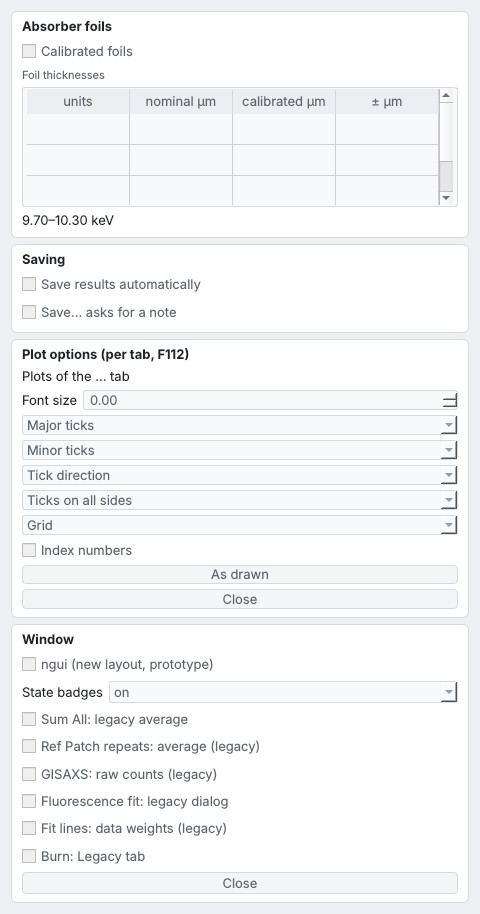 Absorber foils
Calibrated foils
Foil thicknesses
units nominal µm calibrated µm ± µm
9.70–10.30 keV
Saving
Save results automatically
Save... asks for a note
Plot options (per tab, F112)
Plots of the ... tab
Font size 0.00
Major ticks
Minor ticks
Tick direction
Ticks on all sides
Grid
Index numbers
As drawn
Close
Window
ngui (new layout, prototype)
State badges on
Sum All: legacy average
Ref Patch repeats: average (legacy)
GISAXS: raw counts (legacy)
Fluorescence fit: legacy dialog
Fit lines: data weights (legacy)
Burn: Legacy tab
Close